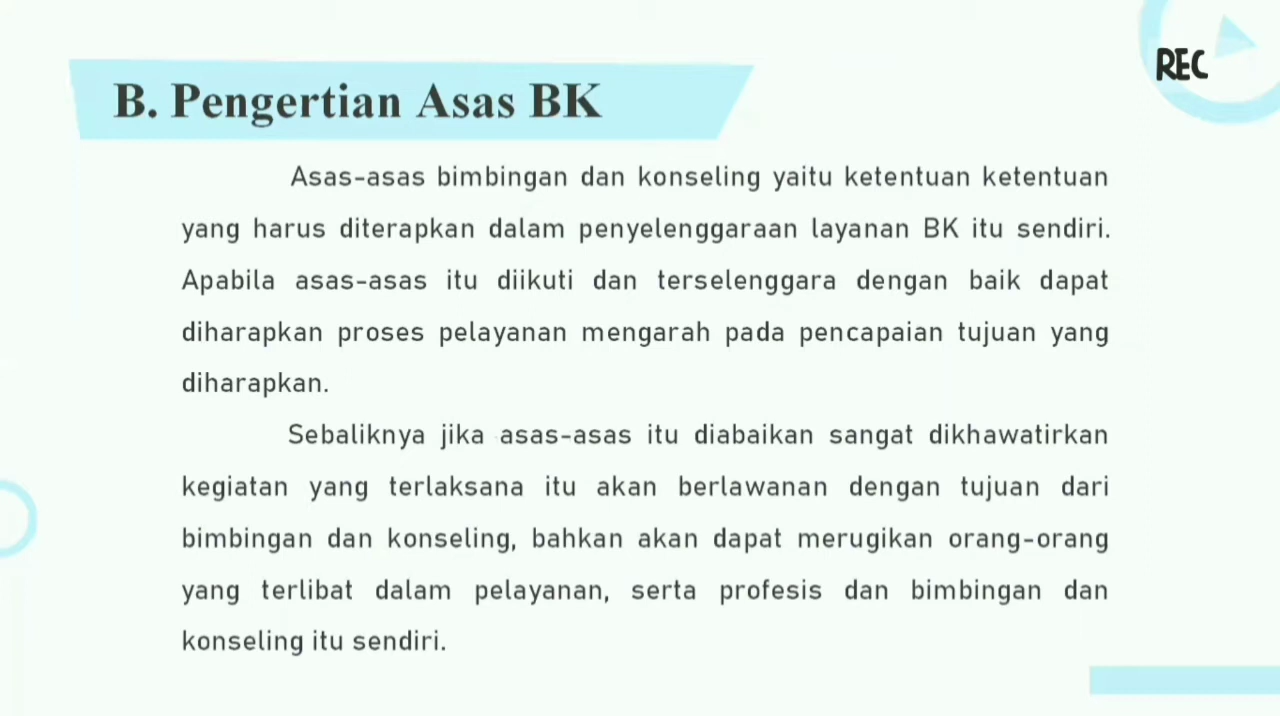 REC
B. Pengertian Asas BK
Asas-asas bimbingan dan konseling yaitu ketentuan ketentuan
yang harus diterapkan dalam penyelenggaraan layanan BK itu sendiri.
Apabila asas-asas itu diikuti dan terselenggara dengan baik dapat
diharapkan proses pelayanan mengarah pada pencapaian tujuan yang
diharapkan.
Sebaliknya jika asas-asas itu diabaikan sangat dikhawatirkan
kegiatan yang terlaksana itu akan berlawanan dengan tujuan dari
bimbingan dan konseling, bahkan akan dapat merugikan orang-orang
yang terlibat dalam pelayanan, serta profesis dan bimbingan dan
konseling itu sendiri.